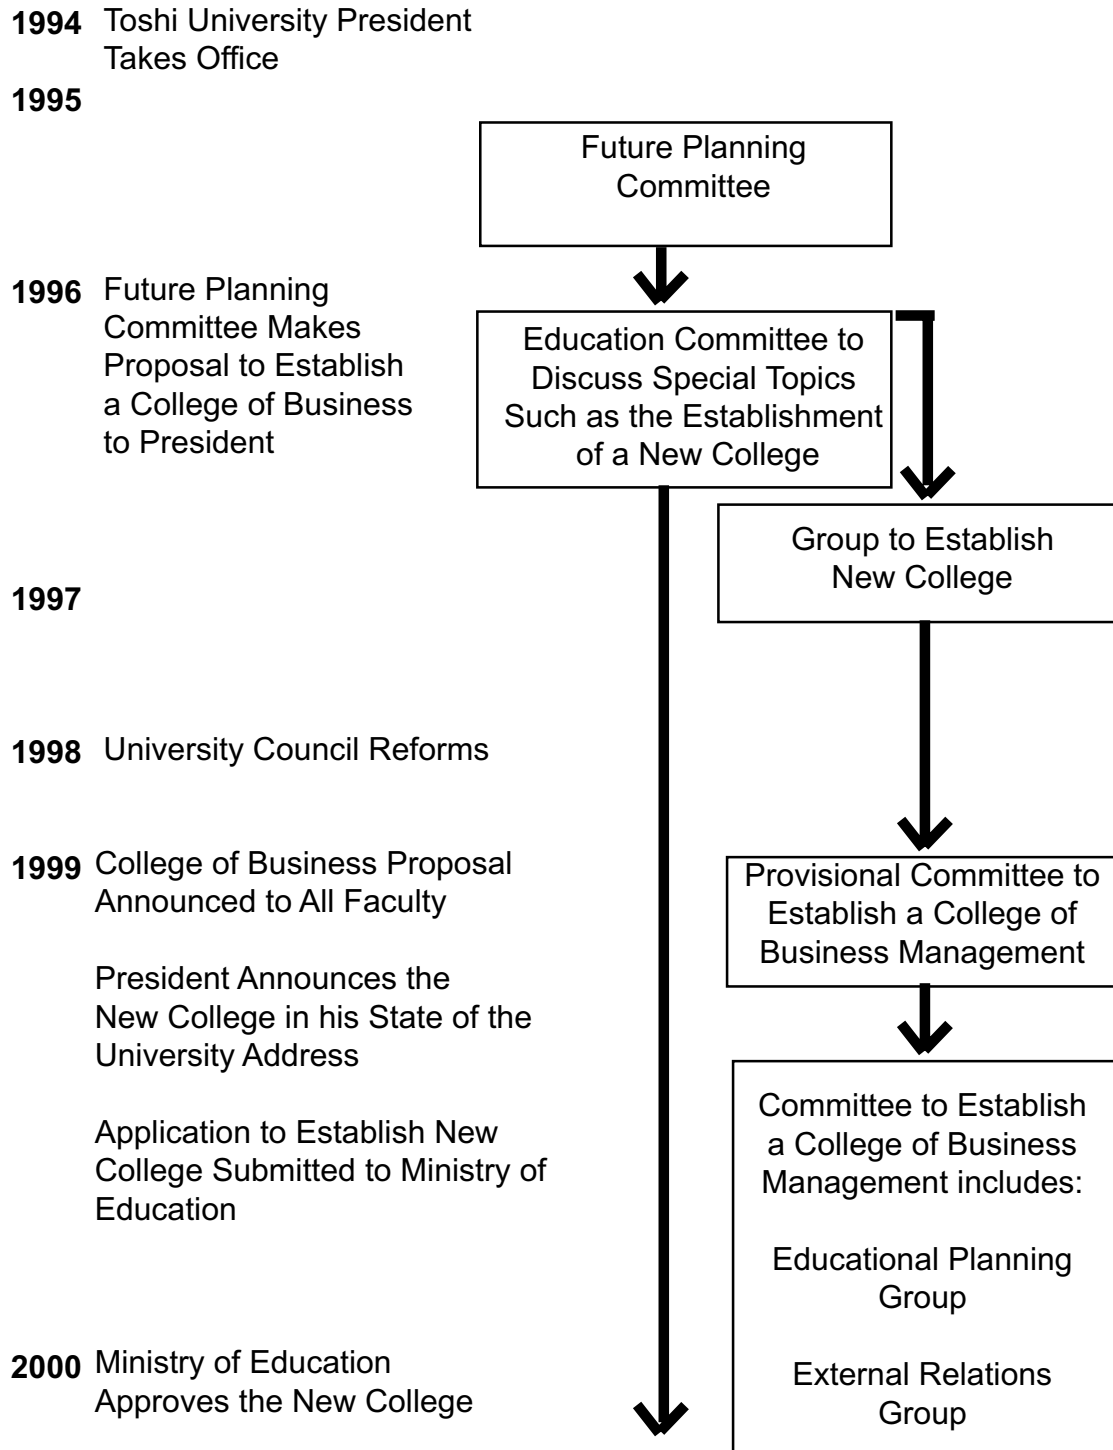 1994 Toshi University President
Takes Office
1995
Future Planning
Committee
1996 Future Planning
Committee Makes
Proposal to Establish
a College of Business
to President
Education Committee to
Discuss Special Topics
Such as the Establishment
of a New College
Group to Establish
New College
1997
1998 University Council Reforms
1999 College of Business Proposal
Announced to All Faculty
President Announces the
New College in his State of the
University Address
Application to Establish New
College Submitted to Ministry of
Education
Provisional Committee to
Establish a College of
Business Management
Committee to Establish
a College of Business
Management includes:
Educational Planning
Group
External Relations
Group
2000 Ministry of Education
Approves the New College